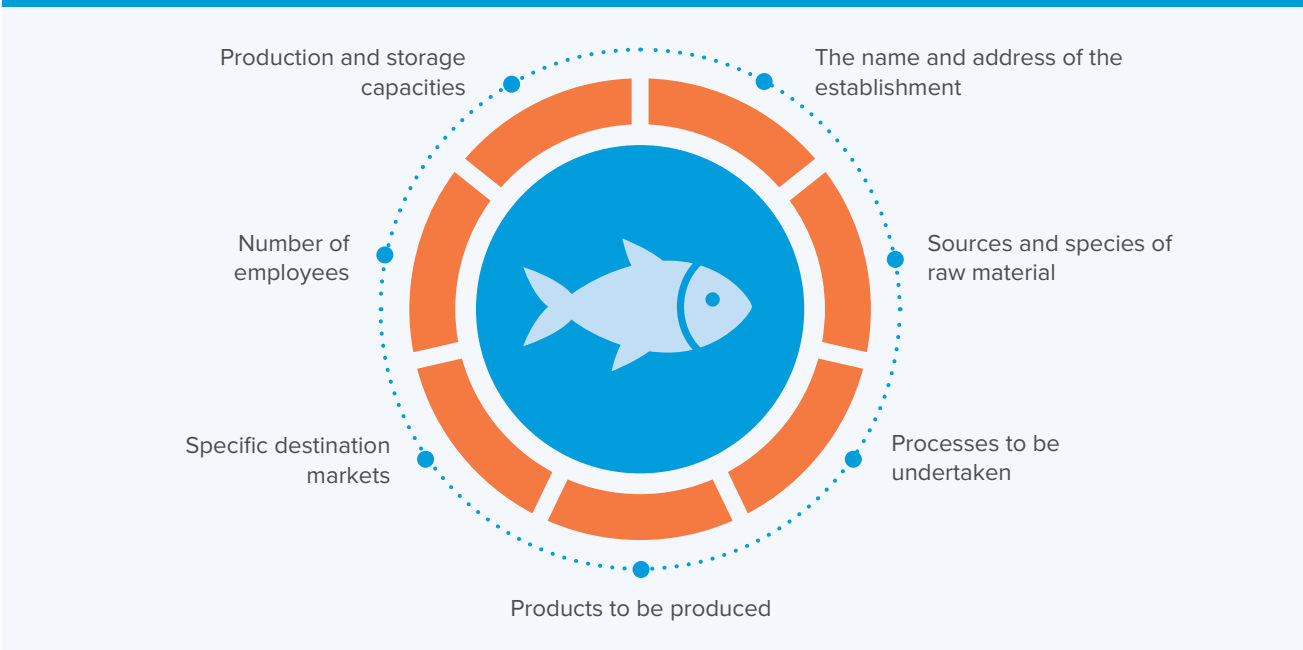 Production and storage
capacities
The name and address of the
establishment
Number of
employees
Sources and species of
raw material
Specific destination
markets
Processes to be
undertaken
Products to be produced